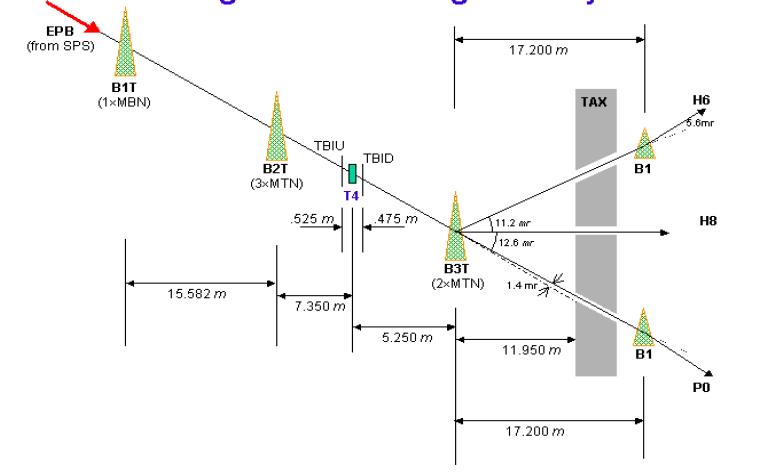 EPB
(from SPS)
B1T
(1×MBN)
B2T
(3×MTN)
TBIU
TBID
T4
.525 m
.475 m
17.200 m
TAX
H6
5.6mr
B1
11.2 mr
H8
12.6 mr
B3T
(2×MTN)
1.4 mr
15.582 m
7.350 m
5.250 m
11.950 m
B1
P0
17.200 m